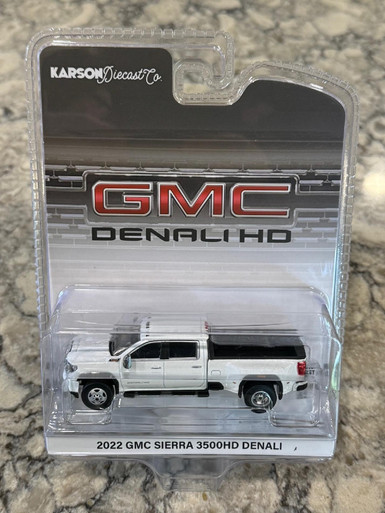 KARSON Diecast Co.
GMC
DENALI HD
2022 GMC SIERRA 3500HD DENALI